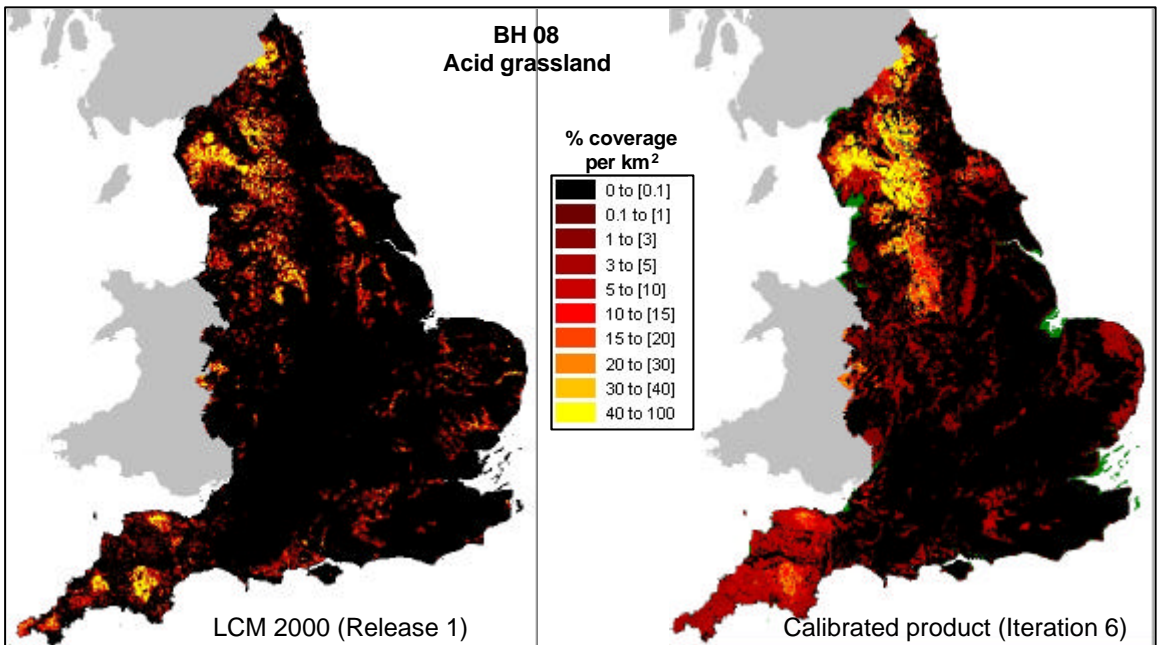 BH 08
Acid grassland
% coverage
per km²
0 to [0.1]
0.1 to [1]
1 to [3]
3 to [5]
5 to [10]
10 to [15]
15 to [20]
20 to [30]
30 to [40]
40 to 100
LCM 2000 (Release 1)
Calibrated product (Iteration 6)